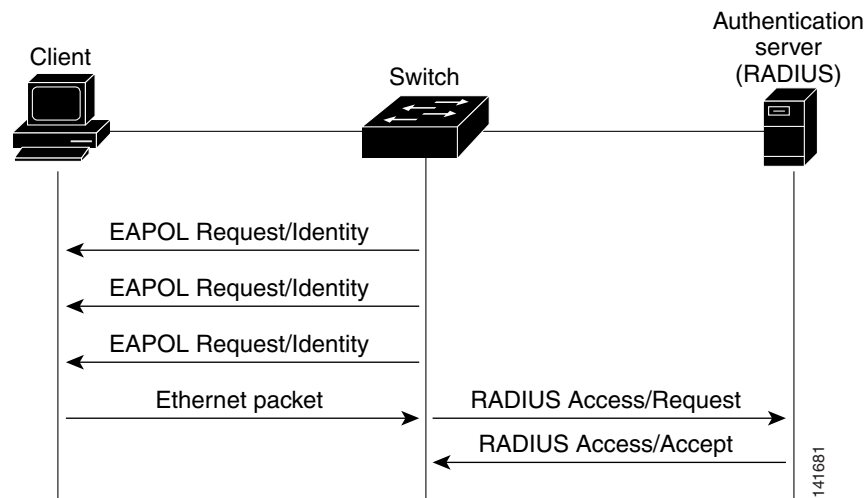 Client
Switch
Authentication
server
(RADIUS)
EAPOL Request/Identity
EAPOL Request/Identity
EAPOL Request/Identity
Ethernet packet
RADIUS Access/Request
RADIUS Access/Accept
141681